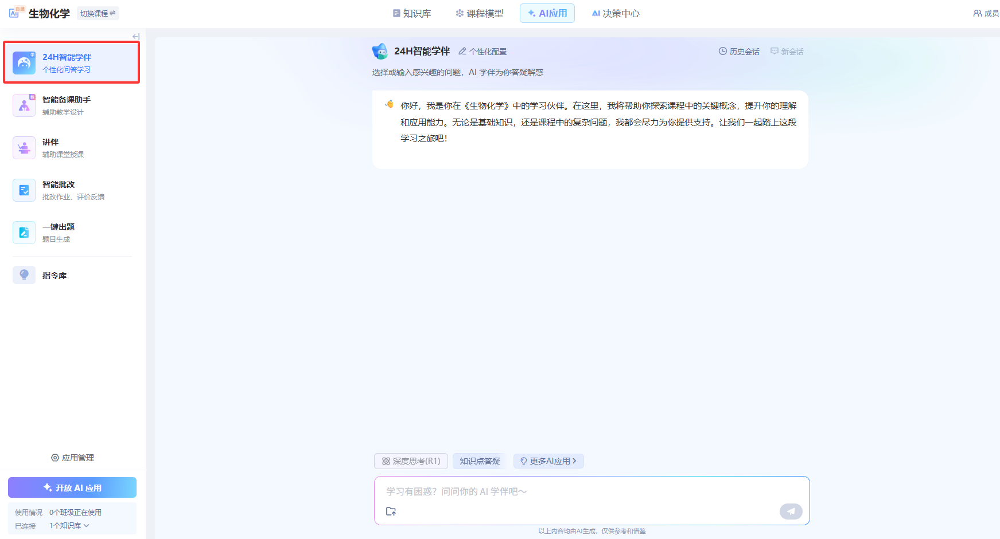 AI 自建 生物化学 切换课程
知识库 课程模型 AI应用 AI 决策中心
成员
学
24H智能学伴
个性化问答学习
教
智能备课助手
辅助教学设计
讲伴
辅助课堂授课
智能批改
批改作业、评价反馈
一键出题
题目生成
指令库
应用管理
开放 AI 应用
使用情况 0个班级正在使用
已连接 1个知识库
24H智能学伴 个性化配置
历史会话 新会话
选择或输入感兴趣的问题，AI 学伴为你答疑解惑
你好，我是你在《生物化学》中的学习伙伴。在这里，我将帮助你探索课程中的关键概念，提升你的理解
和应用能力。无论是基础知识，还是课程中的复杂问题，我都会尽力为你提供支持。让我们一起踏上这段
学习之旅吧！
深度思考(R1) 知识点答疑 更多AI应用
学习有困惑？问问你的 AI 学伴吧～
以上内容均由AI生成，仅供参考和借鉴